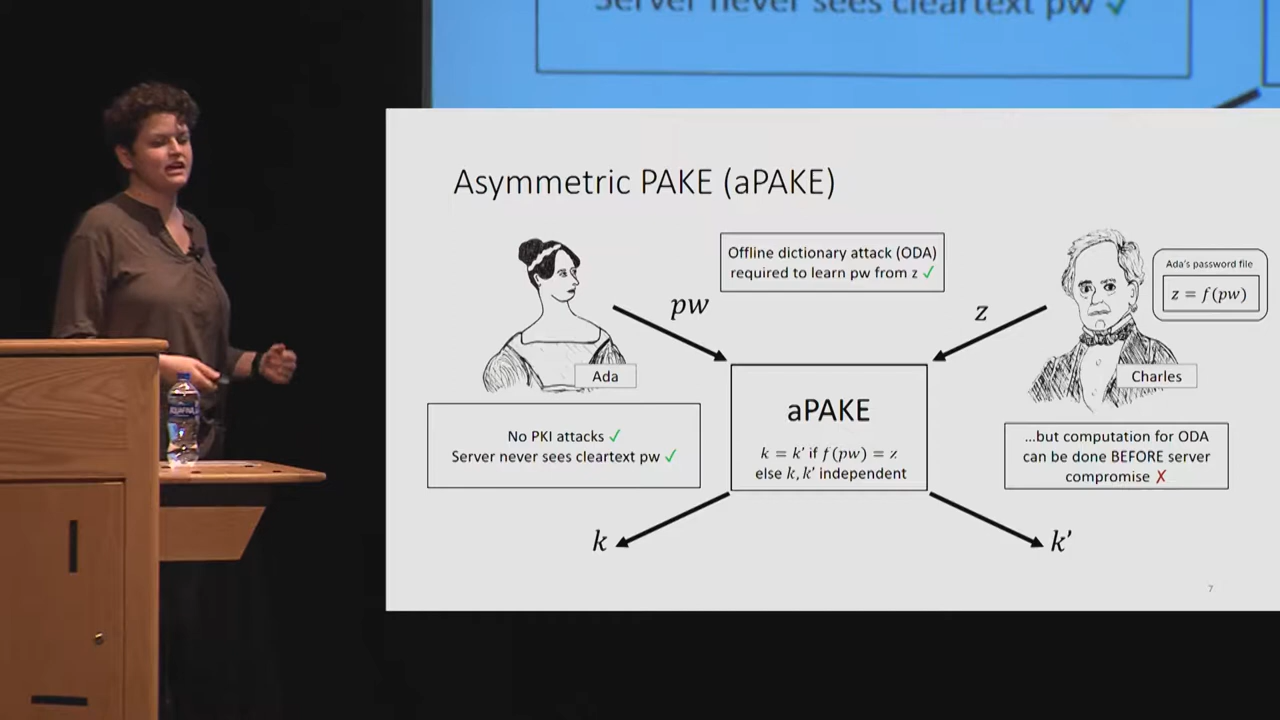 Server never sees cleartext pw ✓
Asymmetric PAKE (aPAKE)
Offline dictionary attack (ODA)
required to learn pw from z ✓
Ada's password file
z = f(pw)
pw
z
Ada
Charles
aPAKE
k = k' if f(pw) = z
else k, k' independent
No PKI attacks ✓
Server never sees cleartext pw ✓
...but computation for ODA
can be done BEFORE server
compromise ✗
k
k'
7